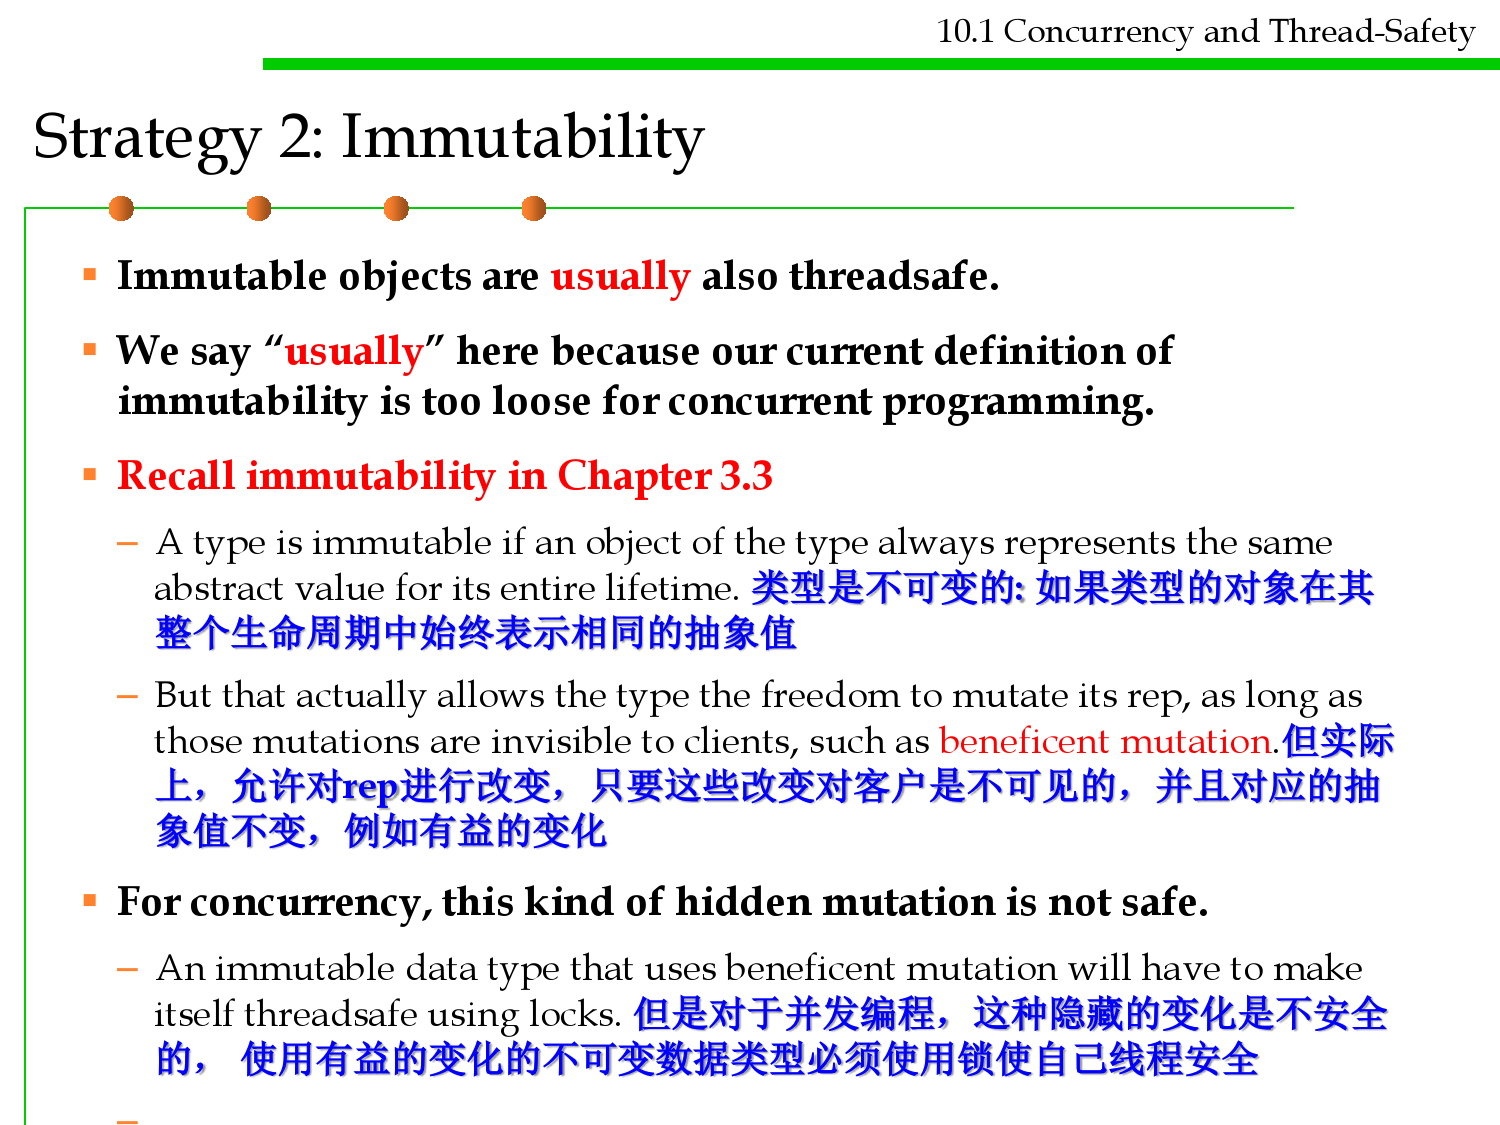 10.1 Concurrency and Thread-Safety
Strategy 2: Immutability
▪ Immutable objects are usually also threadsafe.
▪ We say “usually” here because our current definition of
immutability is too loose for concurrent programming.
▪ Recall immutability in Chapter 3.3
– A type is immutable if an object of the type always represents the same
abstract value for its entire lifetime. 类型是不可变的: 如果类型的对象在其
整个生命周期中始终表示相同的抽象值
– But that actually allows the type the freedom to mutate its rep, as long as
those mutations are invisible to clients, such as beneficent mutation.但实际
上，允许对rep进行改变，只要这些改变对客户是不可见的，并且对应的抽
象值不变，例如有益的变化
▪ For concurrency, this kind of hidden mutation is not safe.
– An immutable data type that uses beneficent mutation will have to make
itself threadsafe using locks. 但是对于并发编程，这种隐藏的变化是不安全
的， 使用有益的变化的不可变数据类型必须使用锁使自己线程安全
–